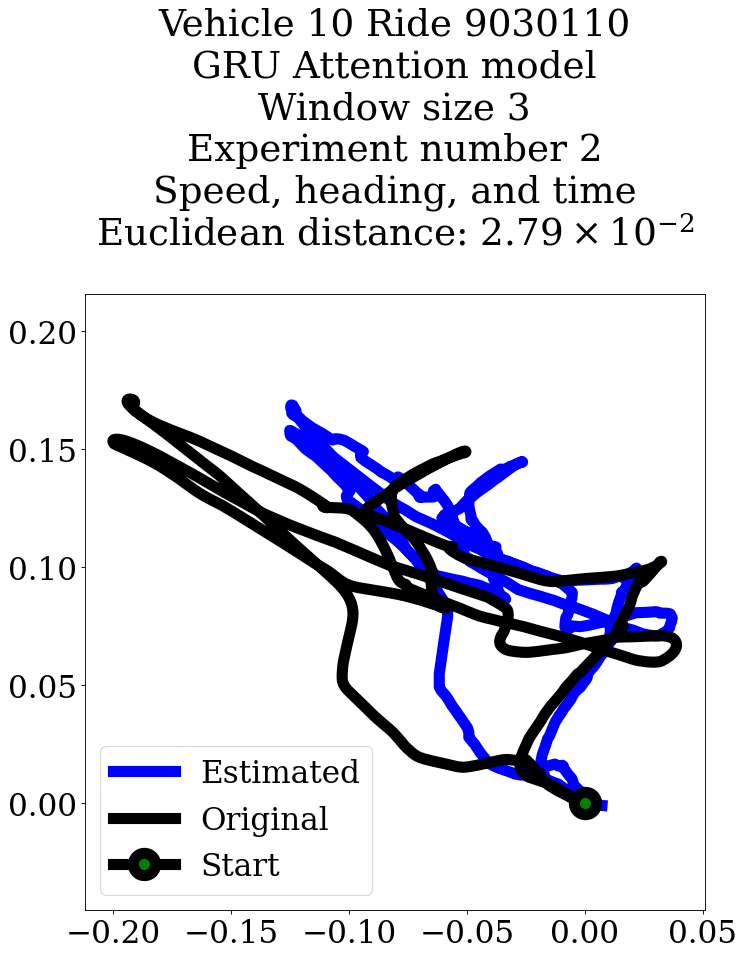 Vehicle 10 Ride 9030110
GRU Attention model
Window size 3
Experiment number 2
Speed, heading, and time
Euclidean distance: 2.79 × 10⁻²
0.20
0.15
0.10
0.05
0.00
Estimated
Original
Start
−0.20 −0.15 −0.10 −0.05 0.00 0.05